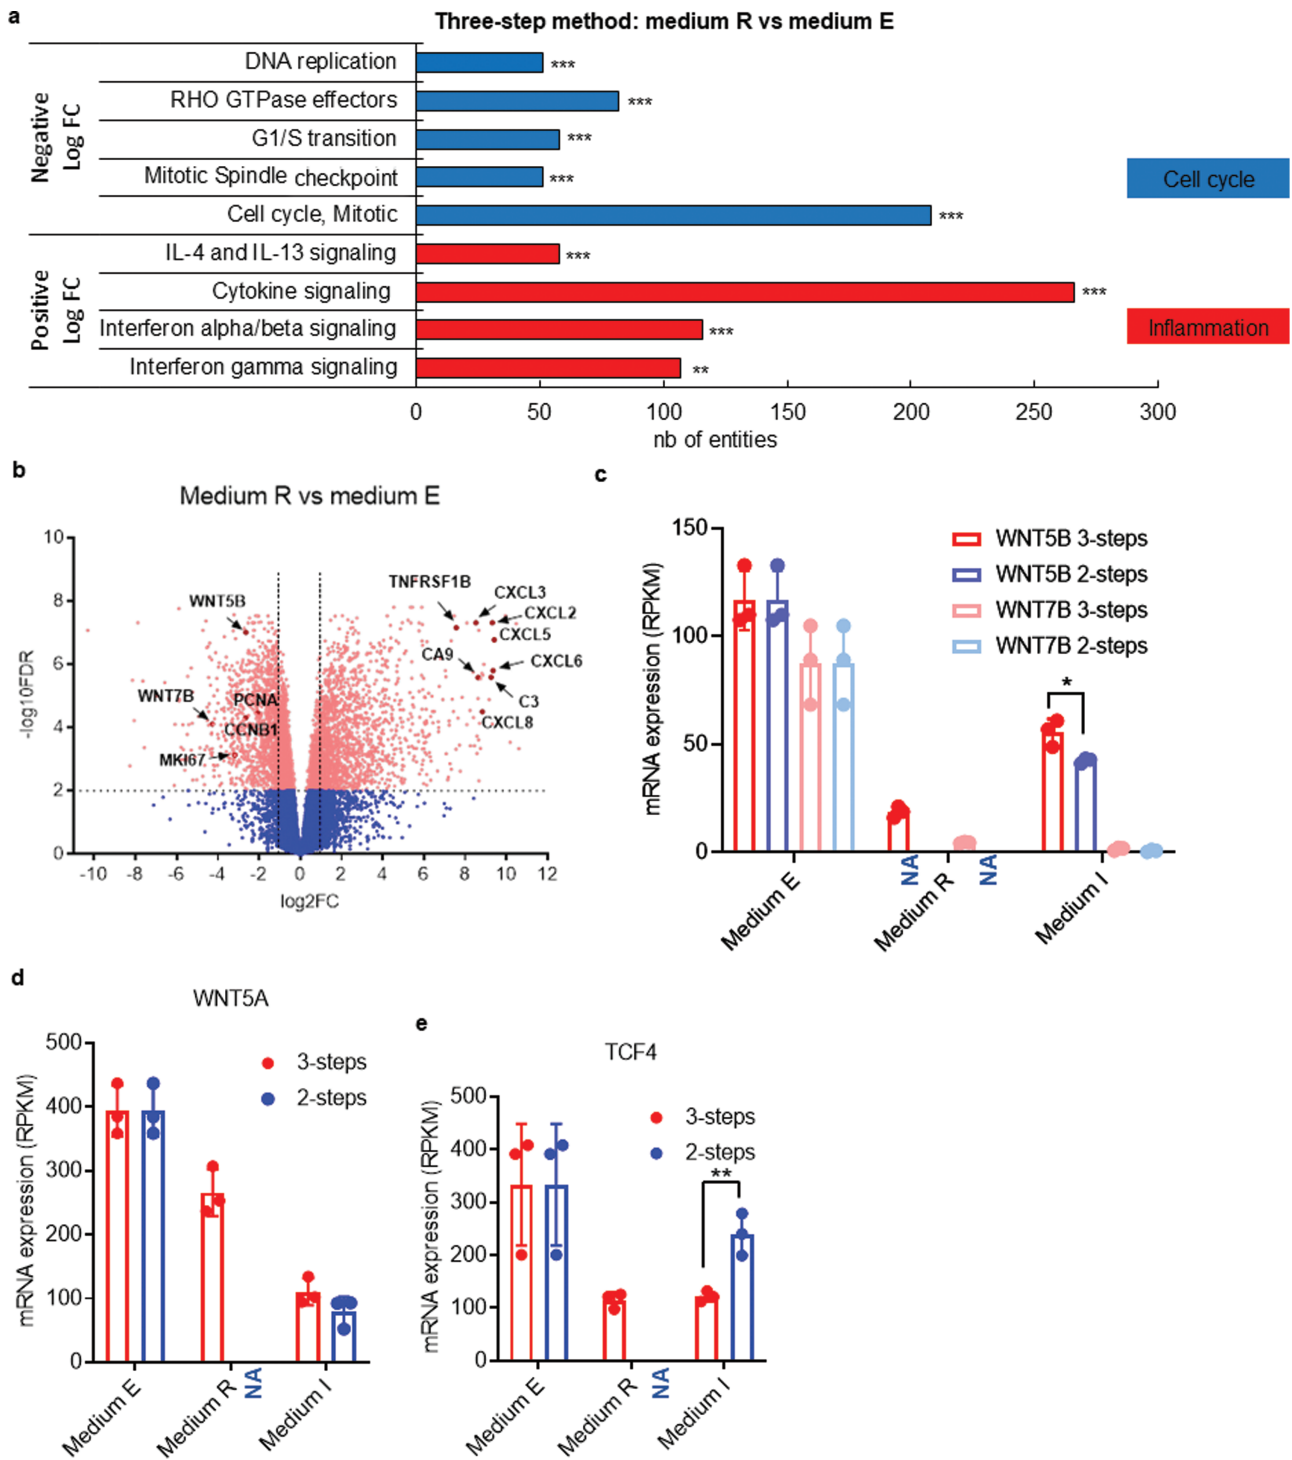 a
Three-step method: medium R vs medium E
Negative
Log FC
DNA replication
***
RHO GTPase effectors
***
G1/S transition
***
Mitotic Spindle checkpoint
***
Cell cycle, Mitotic
***
Cell cycle
Positive
Log FC
IL-4 and IL-13 signaling
***
Cytokine signaling
***
Interferon alpha/beta signaling
***
Interferon gamma signaling
**
Inflammation
0 50 100 150 200 250 300
nb of entities
b
Medium R vs medium E
-log10FDR
10
8
6
4
2
0
WNT5B
WNT7B
PCNA
CCNB1
MKI67
TNFRSF1B
CXCL3
CXCL2
CXCL5
CA9
CXCL6
C3
CXCL8
-10 -8 -6 -4 -2 0 2 4 6 8 10 12
log2FC
c
mRNA expression (RPKM)
150
100
50
0
WNT5B 3-steps
WNT5B 2-steps
WNT7B 3-steps
WNT7B 2-steps
*
NA
NA
Medium E
Medium R
Medium I
d
WNT5A
mRNA expression (RPKM)
500
400
300
200
100
0
3-steps
2-steps
NA
Medium E
Medium R
Medium I
e
TCF4
mRNA expression (RPKM)
500
400
300
200
100
0
3-steps
2-steps
**
NA
Medium E
Medium R
Medium I